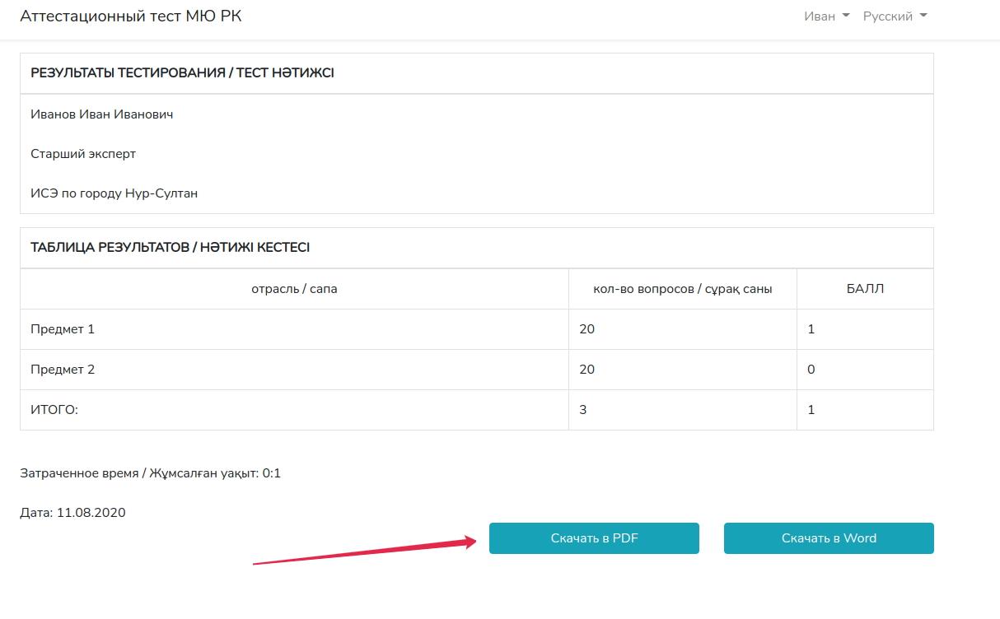 Аттестационный тест МЮ РК Иван Русский
РЕЗУЛЬТАТЫ ТЕСТИРОВАНИЯ / ТЕСТ НӘТИЖСІ
Иванов Иван Иванович
Старший эксперт
ИСЭ по городу Нур-Султан
ТАБЛИЦА РЕЗУЛЬТАТОВ / НӘТИЖІ КЕСТЕСІ
отрасль / сапа кол-во вопросов / сұрақ саны БАЛЛ
Предмет 1 20 1
Предмет 2 20 0
ИТОГО: 3 1
Затраченное время / Жұмсалған уақыт: 0:1
Дата: 11.08.2020
Скачать в PDF Скачать в Word